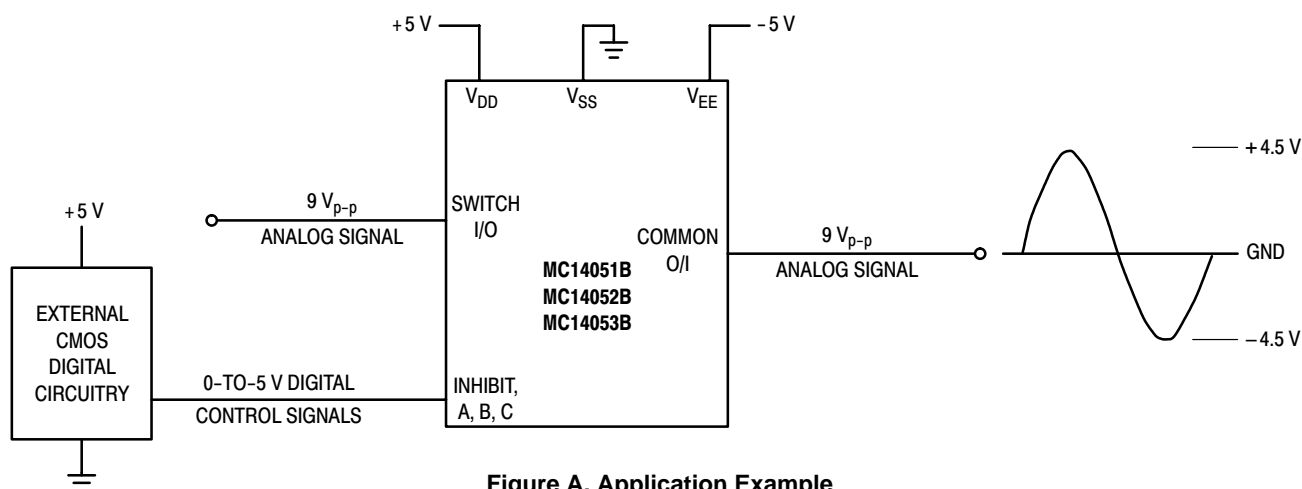 +5 V
−5 V
VDD
VSS
VEE
+4.5 V
9 Vp−p
ANALOG SIGNAL
SWITCH
I/O
+5 V
COMMON
O/I
9 Vp−p
ANALOG SIGNAL
GND
MC14051B
MC14052B
MC14053B
EXTERNAL
CMOS
DIGITAL
CIRCUITRY
−4.5 V
0−TO−5 V DIGITAL
CONTROL SIGNALS
INHIBIT,
A, B, C
Figure A. Application Example